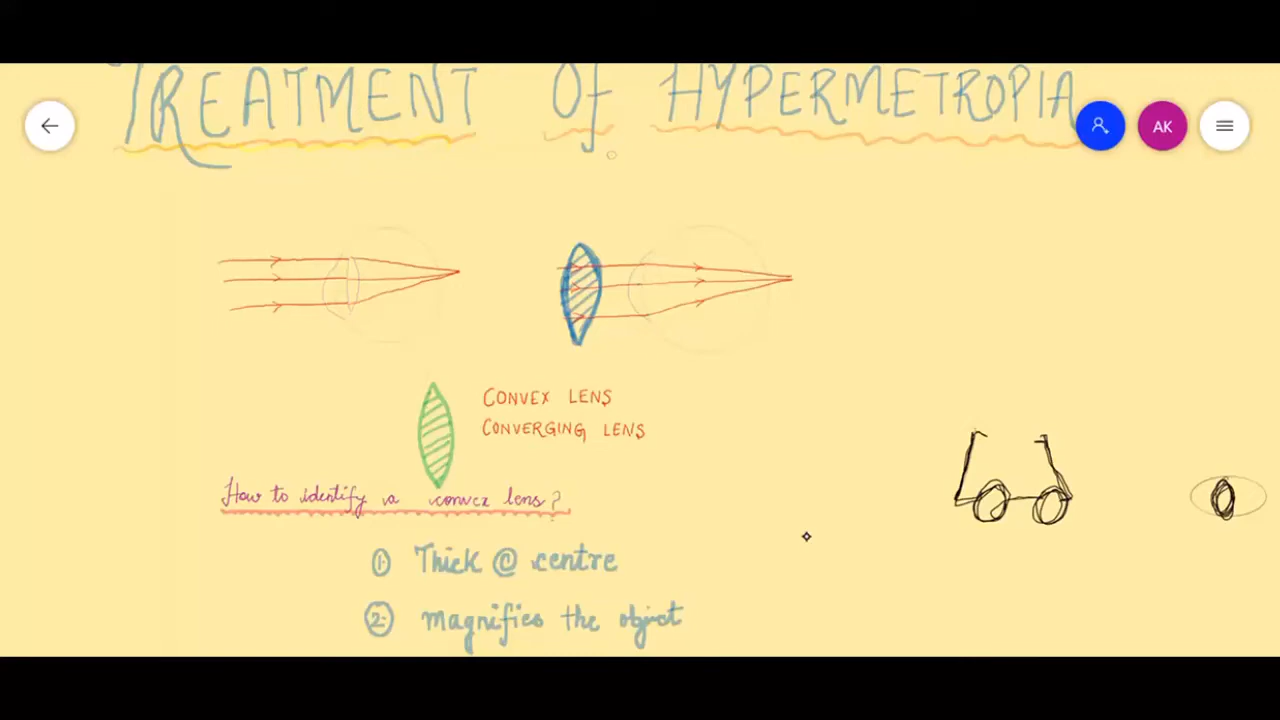 TREATMENT Of HYPERMETROPIA
AK
CONVEX LENS
CONVERGING LENS
How to identify a convex lens?
1. Thick @ centre
2. magnifies the object